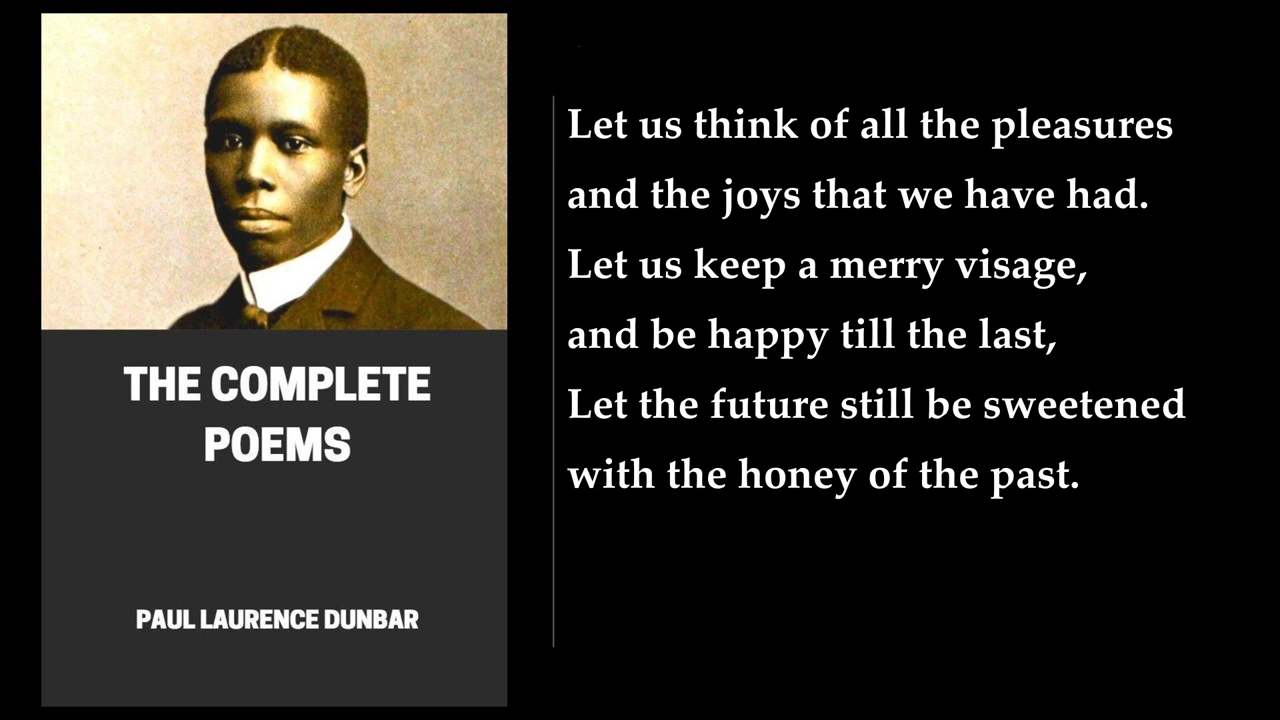 THE COMPLETE
POEMS
PAUL LAURENCE DUNBAR
Let us think of all the pleasures
and the joys that we have had.
Let us keep a merry visage,
and be happy till the last,
Let the future still be sweetened
with the honey of the past.